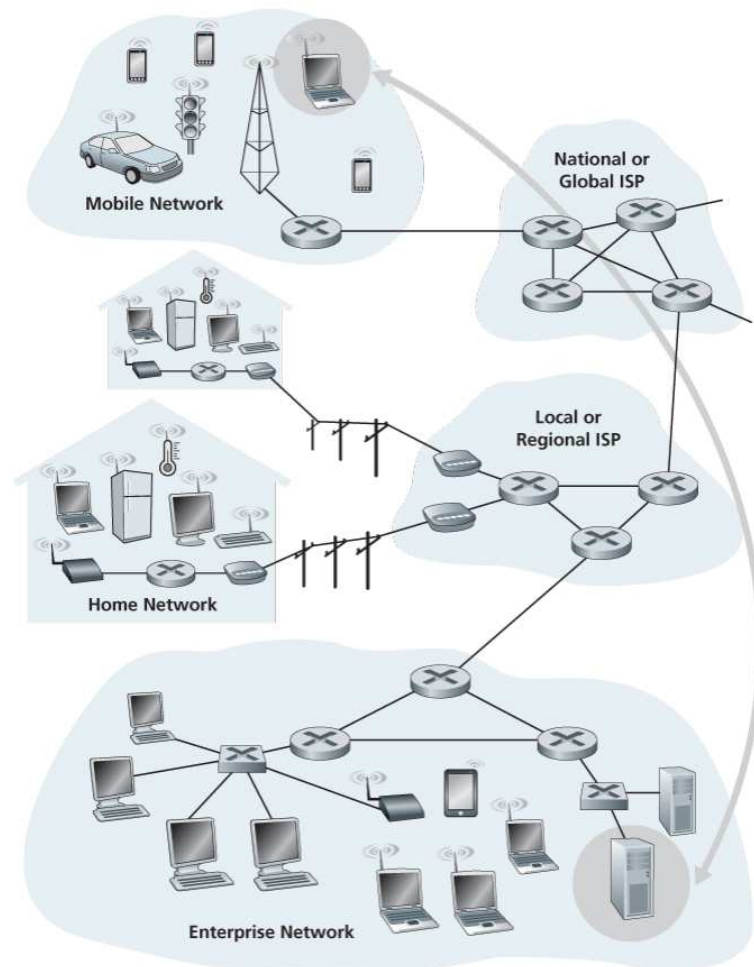 Mobile Network
National or
Global ISP
Local or
Regional ISP
Home Network
Enterprise Network